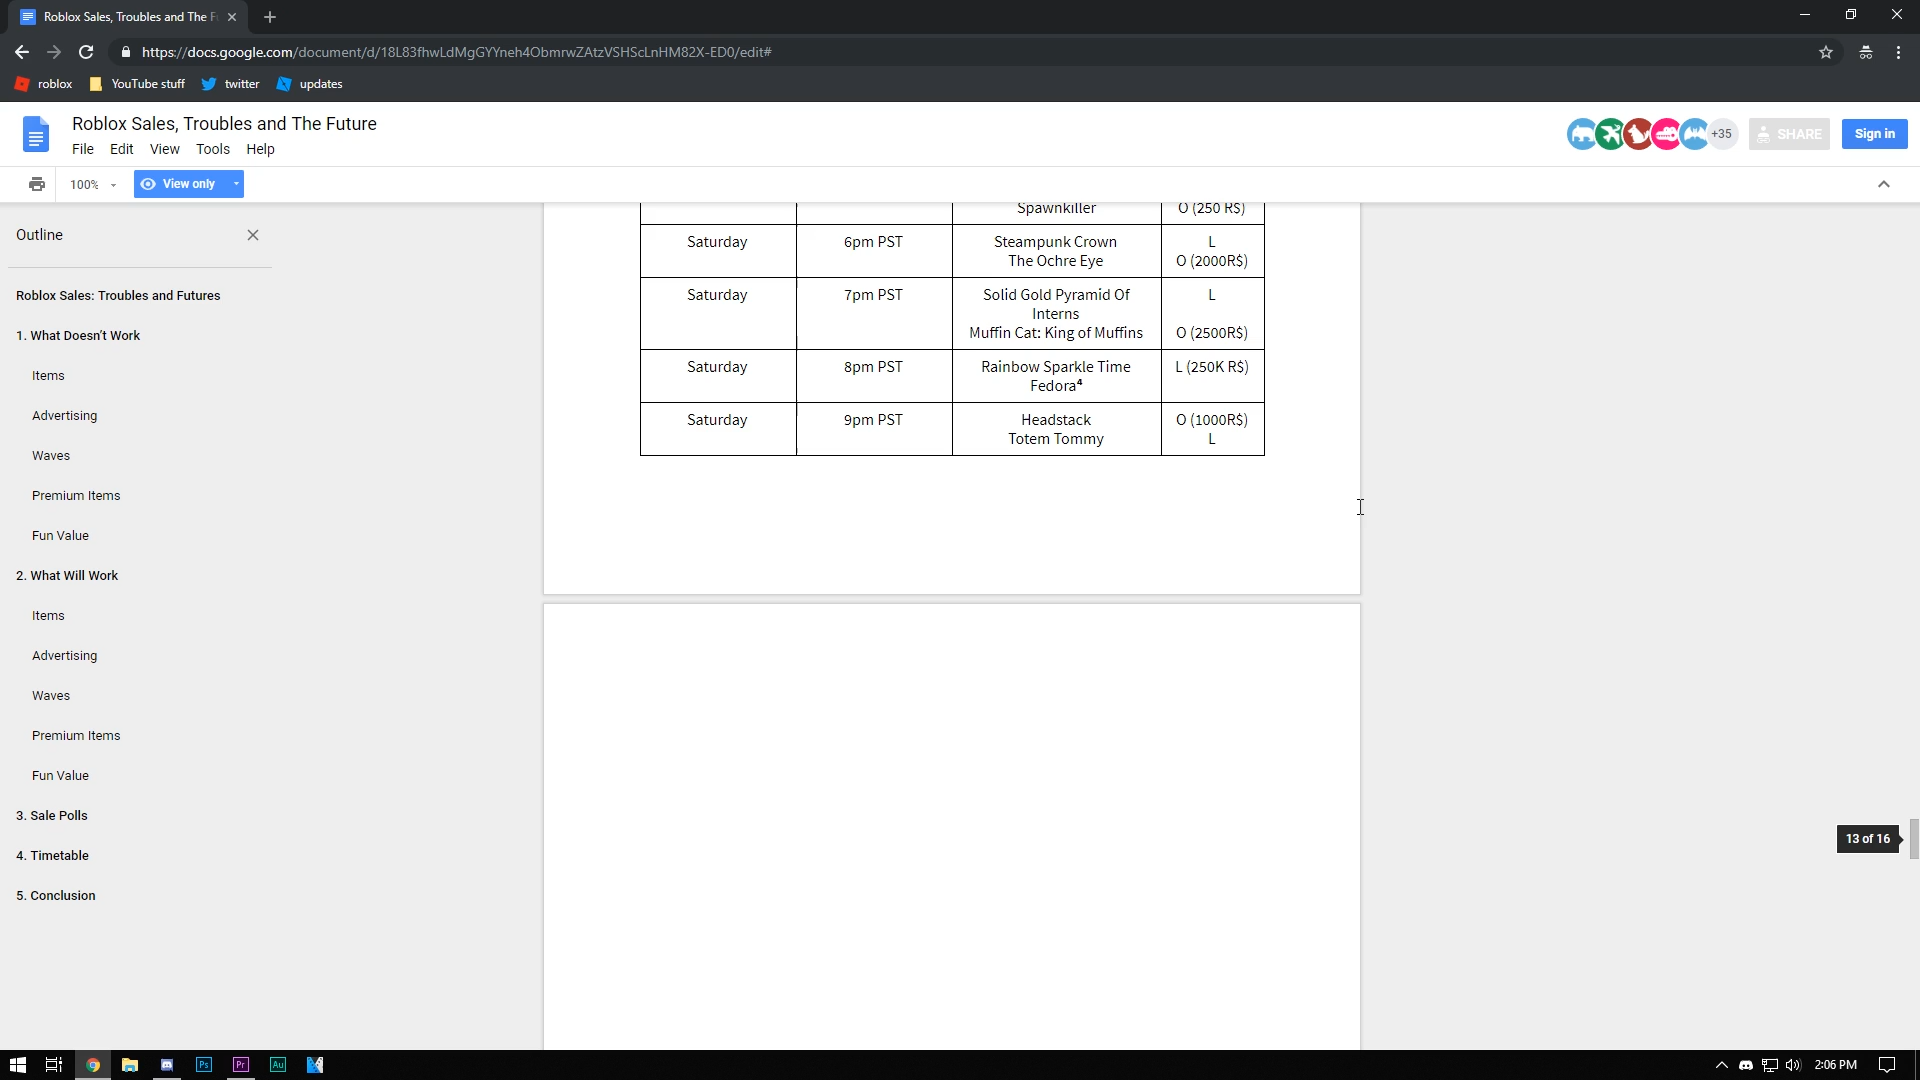 Roblox Sales, Troubles and The F
https://docs.google.com/document/d/18L83fhwLdMgGYYneh4ObmrwZAtzVSHScLnHM82X-ED0/edit#
roblox YouTube stuff twitter updates
Roblox Sales, Troubles and The Future
File Edit View Tools Help
+35 SHARE Sign in
100% View only
Outline
Roblox Sales: Troubles and Futures
1. What Doesn't Work
Items
Advertising
Waves
Premium Items
Fun Value
2. What Will Work
Items
Advertising
Waves
Premium Items
Fun Value
3. Sale Polls
4. Timetable
5. Conclusion
Spawnkiller O (250 R$)
Saturday 6pm PST Steampunk Crown L
The Ochre Eye O (2000R$)
Saturday 7pm PST Solid Gold Pyramid Of L
Interns
Muffin Cat: King of Muffins O (2500R$)
Saturday 8pm PST Rainbow Sparkle Time L (250K R$)
Fedora⁴
Saturday 9pm PST Headstack O (1000R$)
Totem Tommy L
13 of 16
Ps Pr Au
2:06 PM